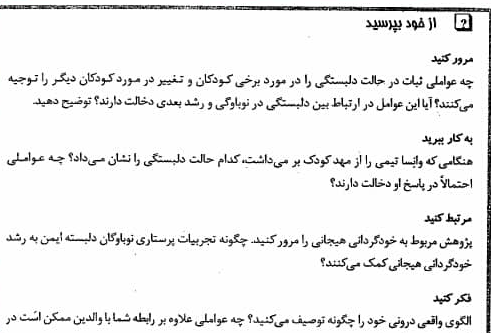 از خود بپرسید
مرور کنید
چه عواملی ثبات در حالت دلبستگی را در مورد برخی کودکان و تغییر در مورد کودکان دیگر را توجیه
می‌کنند؟ آیا این عوامل در ارتباط بین دلبستگی در نوباوگی و رشد بعدی دخالت دارند؟ توضیح دهید.
به کار ببرید
هنگامی که وانسا تیمی را از مهد کودک بر می‌داشت، کدام حالت دلبستگی را نشان می‌داد؟ چه عواملی
احتمالاً در پاسخ او دخالت دارند؟
مرتبط کنید
پژوهش مربوط به خودگردانی هیجانی را مرور کنید. چگونه تجربیات پرستاری نوباوگان دلبسته ایمن به رشد
خودگردانی هیجانی کمک می‌کنند؟
فکر کنید
الگوی واقعی درونی خود را چگونه توصیف می‌کنید؟ چه عواملی علاوه بر رابطه شما با والدین ممکن است در